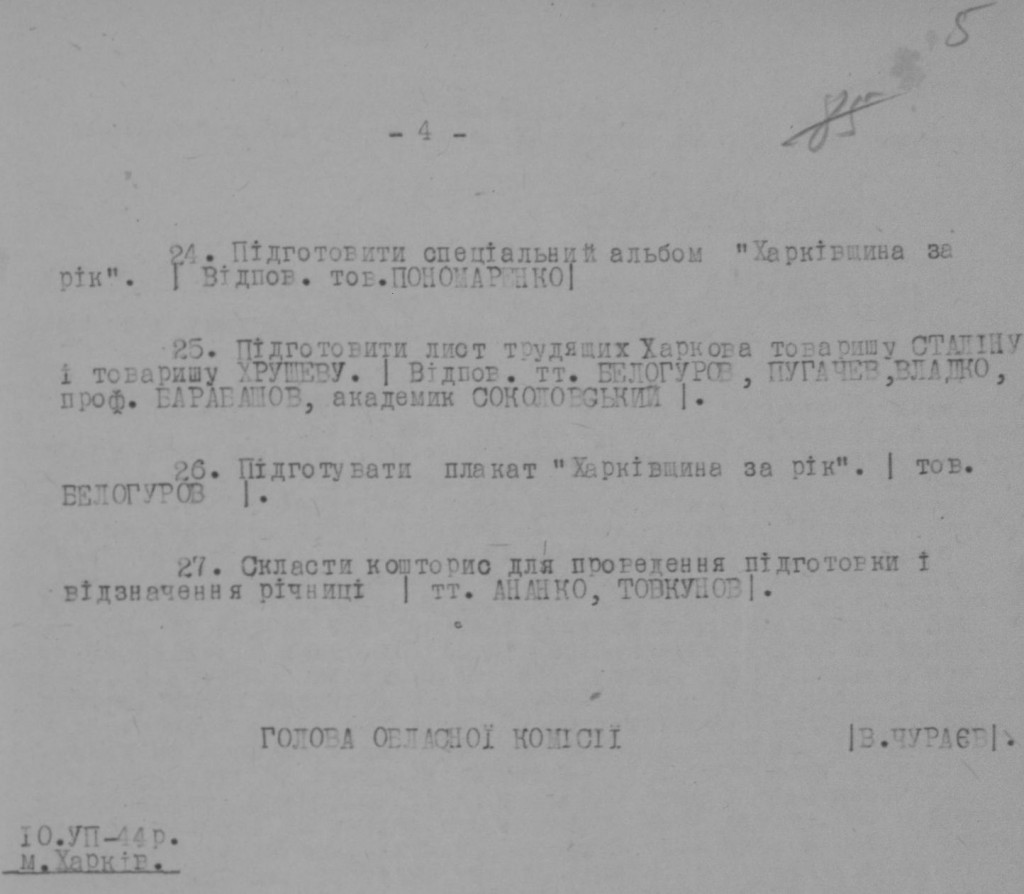 5
85
- 4 -
24. Підготовити спеціальний альбом "Харківщина за
рік". | Відпов. тов.ПОНОМАРЕНКО|
25. Підготовити лист трудящих Харкова товаришу СТАЛІНУ
і товаришу ХРУЩЕВУ. | Відпов. тт. БЕЛОГУРОВ, ПУГАЧЕВ,ВЛАДКО,
проф. БАРАБАШОВ, академик СОКОЛОВСЬКИЙ |.
26. Підготувати плакат "Харківщина за рік". | тов.
БЕЛОГУРОВ |.
27. Скласти кошторис для проведення підготовки і
відзначення річниці | тт. АНАНКО, ТОВКУНОВ|.
ГОЛОВА ОБЛАСНОЇ КОМІСІЇ |В.ЧУРАЄВ|.
10.УП-44р.
м.Харків.